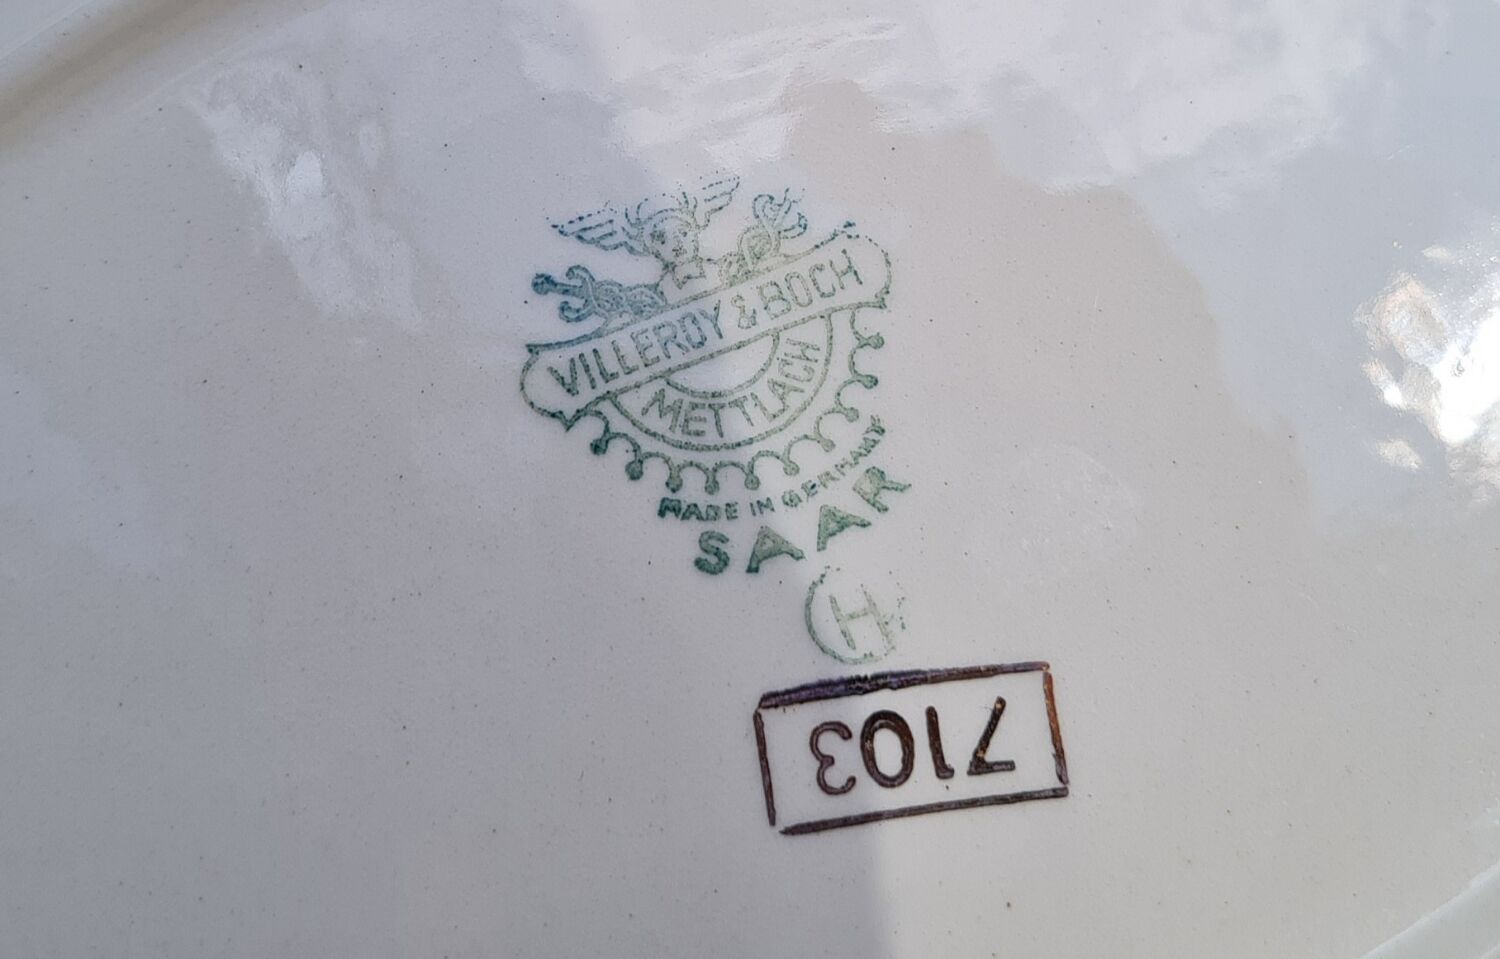 VILLEROY & BOCH
METTLACH
MADE IN GERMANY
SAAR
H
7103